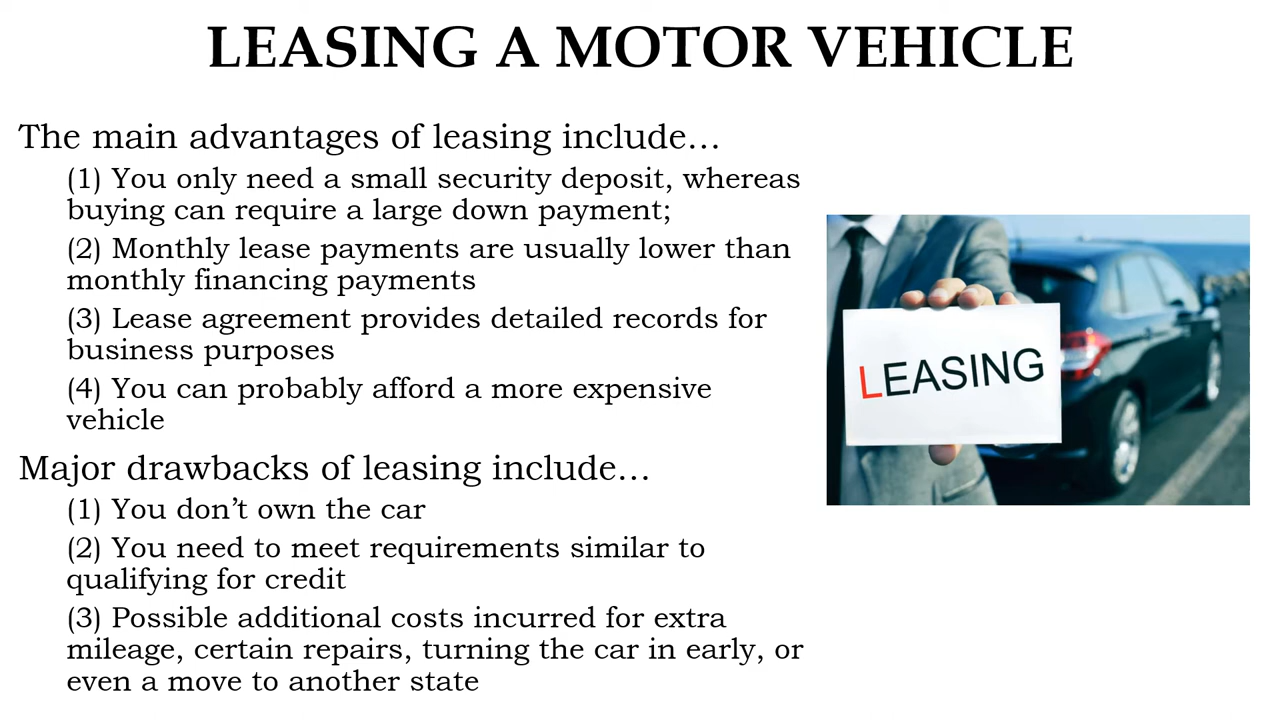 LEASING A MOTOR VEHICLE
The main advantages of leasing include…
(1) You only need a small security deposit, whereas
buying can require a large down payment;
(2) Monthly lease payments are usually lower than
monthly financing payments
(3) Lease agreement provides detailed records for
business purposes
(4) You can probably afford a more expensive
vehicle
LEASING
Major drawbacks of leasing include…
(1) You don’t own the car
(2) You need to meet requirements similar to
qualifying for credit
(3) Possible additional costs incurred for extra
mileage, certain repairs, turning the car in early, or
even a move to another state